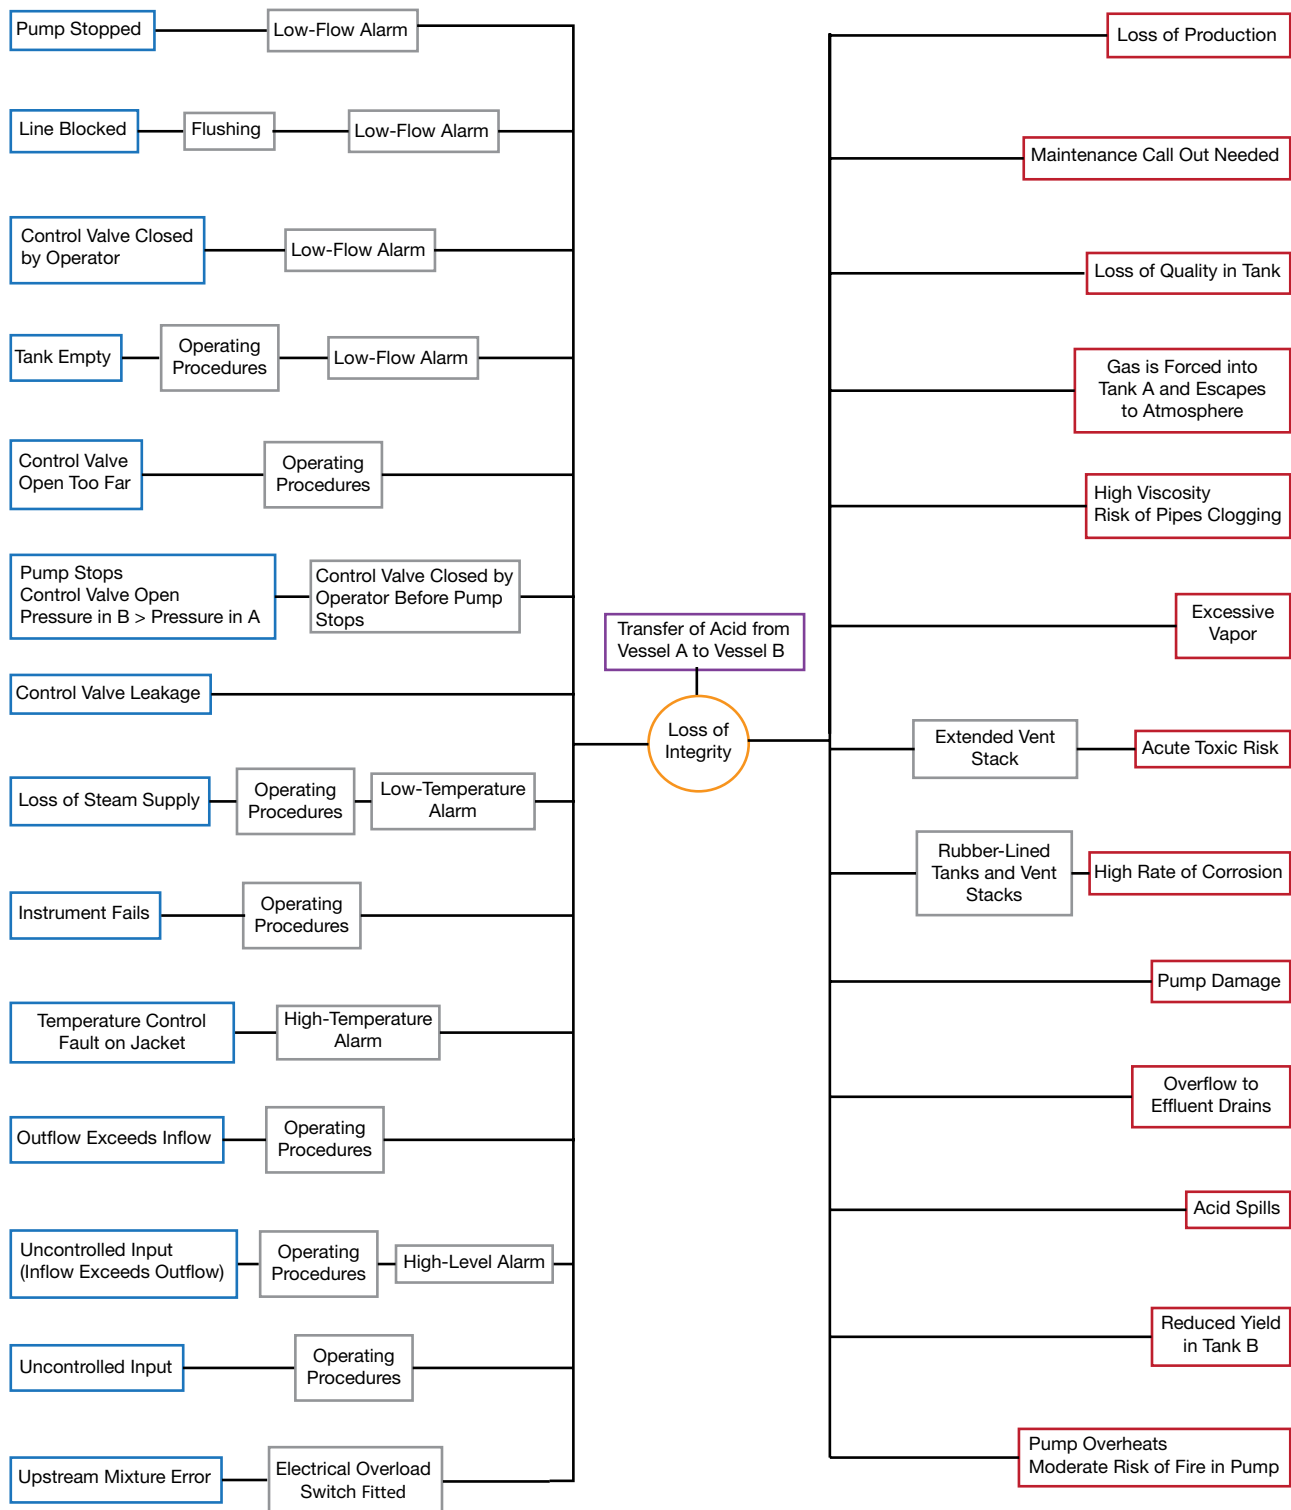 Pump Stopped
Low-Flow Alarm
Line Blocked
Flushing
Low-Flow Alarm
Control Valve Closed
by Operator
Low-Flow Alarm
Tank Empty
Operating
Procedures
Low-Flow Alarm
Control Valve
Open Too Far
Operating
Procedures
Pump Stops
Control Valve Open
Pressure in B > Pressure in A
Control Valve Closed by
Operator Before Pump
Stops
Control Valve Leakage
Loss of Steam Supply
Operating
Procedures
Low-Temperature
Alarm
Instrument Fails
Operating
Procedures
Temperature Control
Fault on Jacket
High-Temperature
Alarm
Outflow Exceeds Inflow
Operating
Procedures
Uncontrolled Input
(Inflow Exceeds Outflow)
Operating
Procedures
High-Level Alarm
Uncontrolled Input
Operating
Procedures
Upstream Mixture Error
Electrical Overload
Switch Fitted
Transfer of Acid from
Vessel A to Vessel B
Loss of
Integrity
Loss of Production
Maintenance Call Out Needed
Loss of Quality in Tank
Gas is Forced into
Tank A and Escapes
to Atmosphere
High Viscosity
Risk of Pipes Clogging
Excessive
Vapor
Extended Vent
Stack
Acute Toxic Risk
Rubber-Lined
Tanks and Vent
Stacks
High Rate of Corrosion
Pump Damage
Overflow to
Effluent Drains
Acid Spills
Reduced Yield
in Tank B
Pump Overheats
Moderate Risk of Fire in Pump